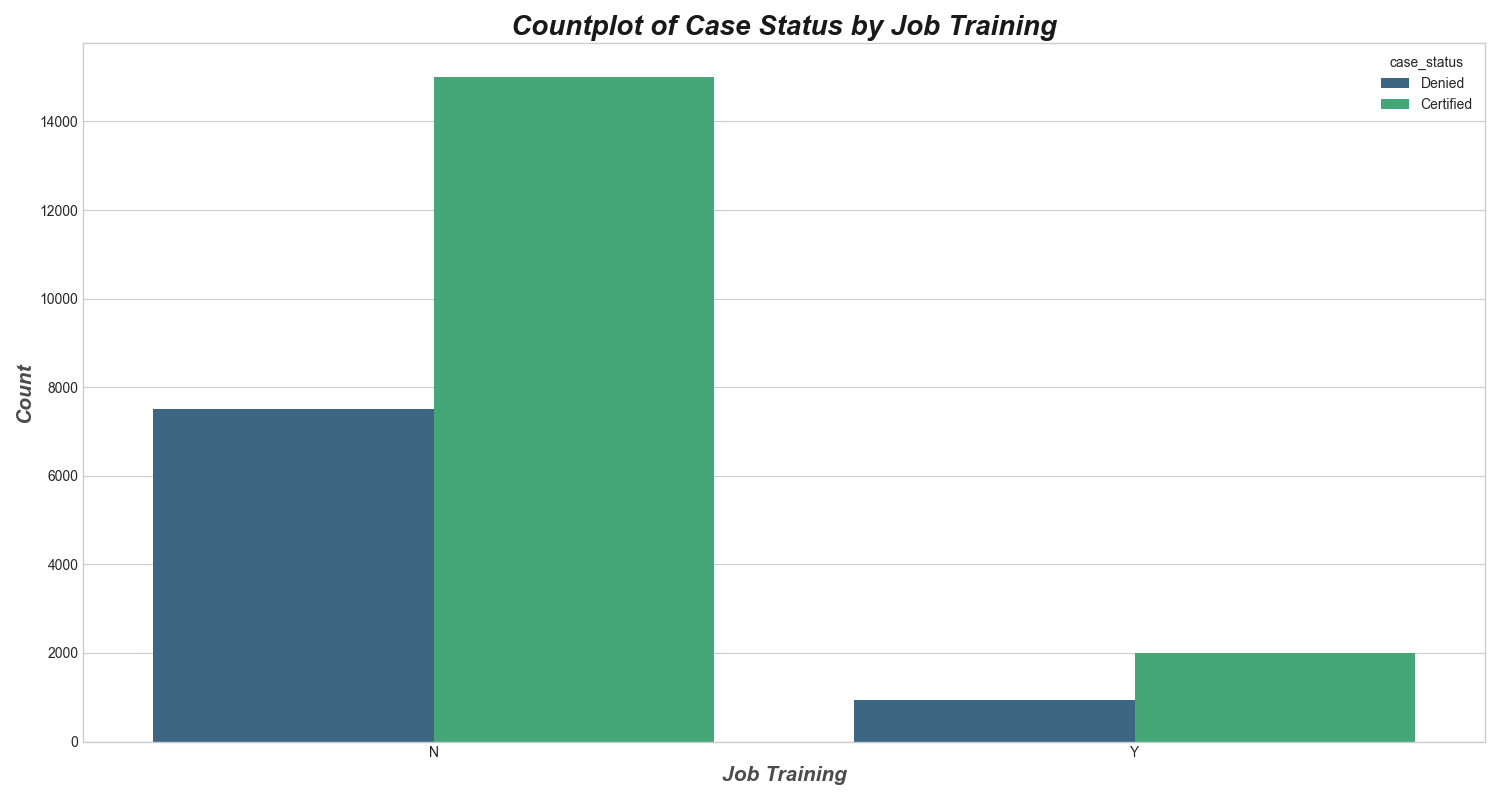 Countplot of Case Status by Job Training
case_status
Denied
Certified
14000
12000
10000
8000
6000
4000
2000
0
Count
N
Y
Job Training